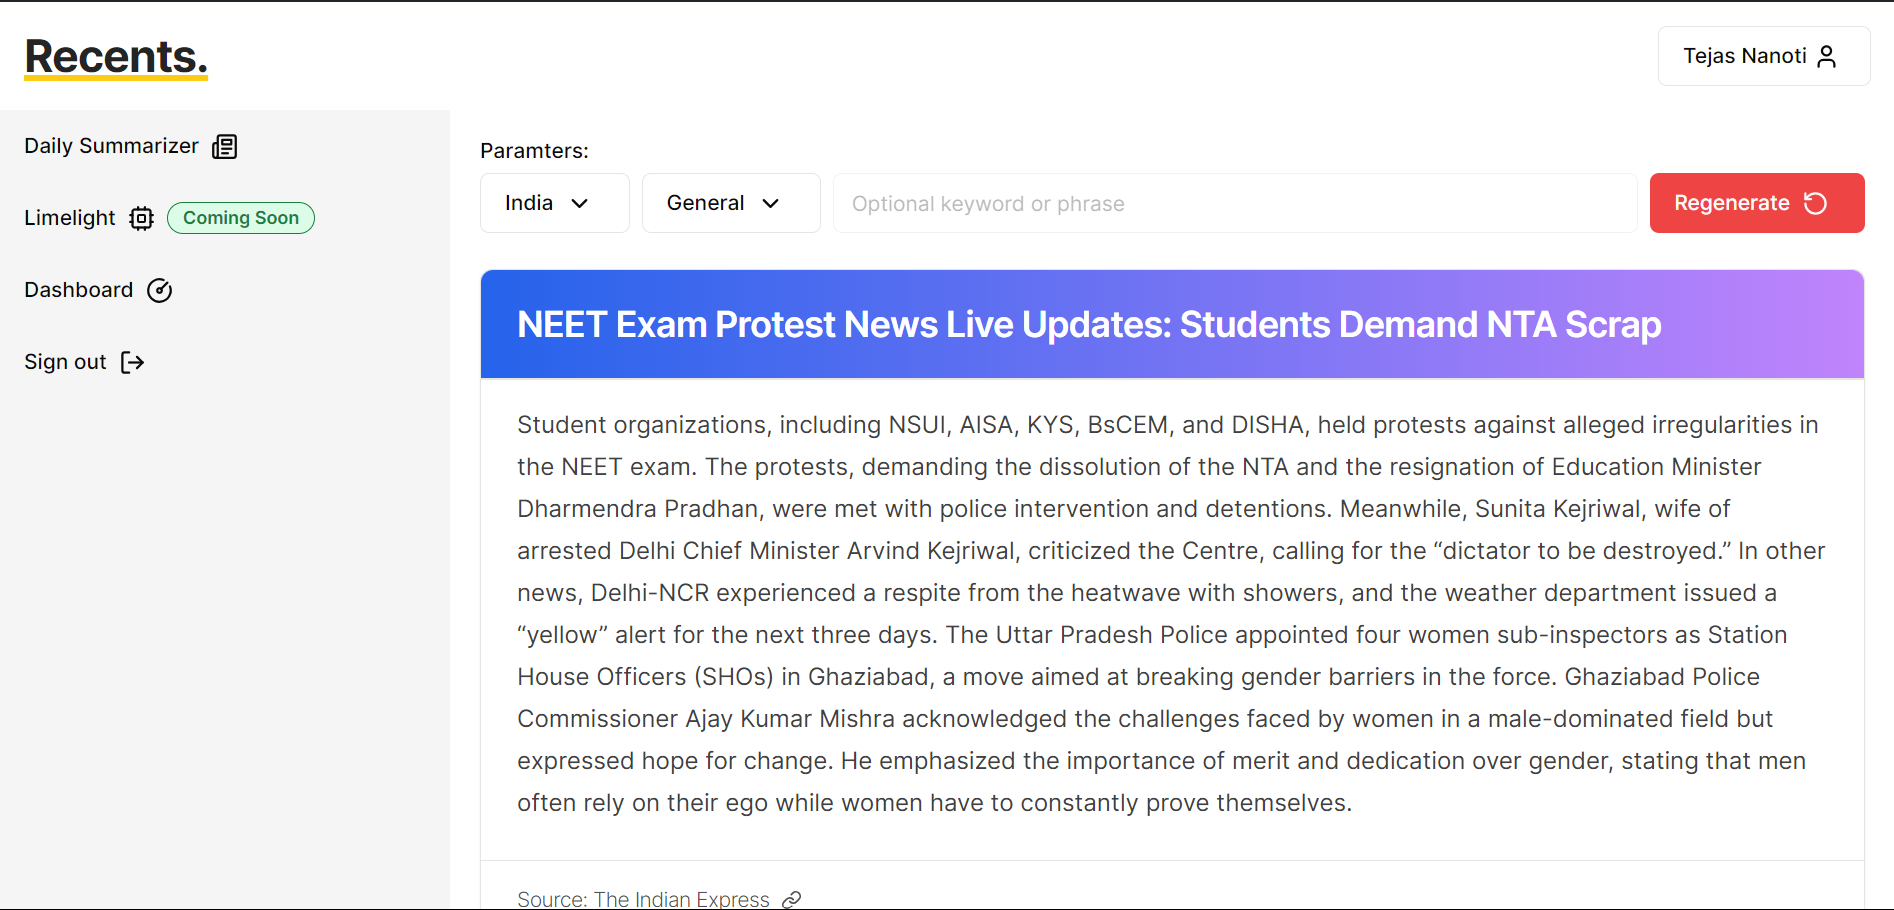 Recents.
Tejas Nanoti
Daily Summarizer
Limelight Coming Soon
Dashboard
Sign out
Paramters:
India General Optional keyword or phrase Regenerate
NEET Exam Protest News Live Updates: Students Demand NTA Scrap
Student organizations, including NSUI, AISA, KYS, BsCEM, and DISHA, held protests against alleged irregularities in
the NEET exam. The protests, demanding the dissolution of the NTA and the resignation of Education Minister
Dharmendra Pradhan, were met with police intervention and detentions. Meanwhile, Sunita Kejriwal, wife of
arrested Delhi Chief Minister Arvind Kejriwal, criticized the Centre, calling for the “dictator to be destroyed.” In other
news, Delhi-NCR experienced a respite from the heatwave with showers, and the weather department issued a
“yellow” alert for the next three days. The Uttar Pradesh Police appointed four women sub-inspectors as Station
House Officers (SHOs) in Ghaziabad, a move aimed at breaking gender barriers in the force. Ghaziabad Police
Commissioner Ajay Kumar Mishra acknowledged the challenges faced by women in a male-dominated field but
expressed hope for change. He emphasized the importance of merit and dedication over gender, stating that men
often rely on their ego while women have to constantly prove themselves.
Source: The Indian Express